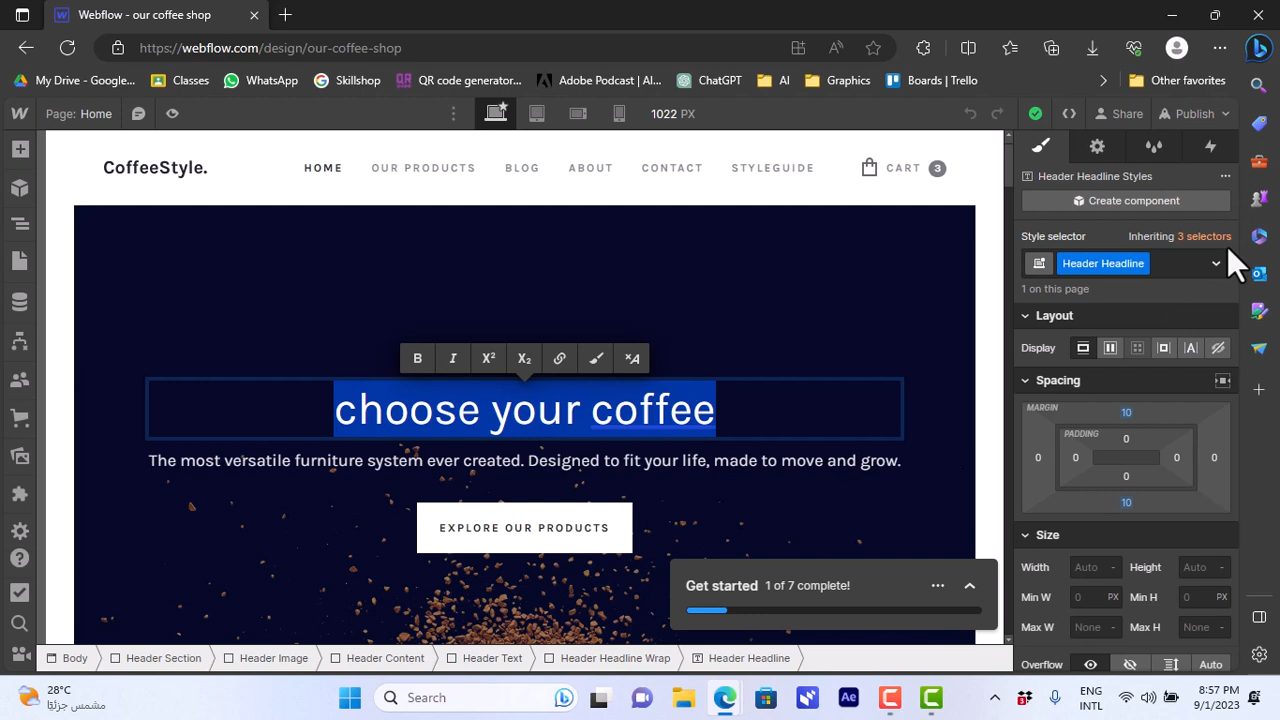 Webflow - our coffee shop
https://webflow.com/design/our-coffee-shop
My Drive - Google...
Classes
WhatsApp
Skillshop
QR code generator...
Adobe Podcast | AI...
ChatGPT
AI
Graphics
Boards | Trello
Other favorites
Page: Home
1022 PX
Share
Publish
CoffeeStyle.
HOME
OUR PRODUCTS
BLOG
ABOUT
CONTACT
STYLEGUIDE
CART 3
Header Headline Styles
Create component
Style selector
Inheriting 3 selectors
Header Headline
1 on this page
Layout
Display
Spacing
MARGIN
10
PADDING
0
0 0 0 0
0
10
B I X² X₂
choose your coffee
The most versatile furniture system ever created. Designed to fit your life, made to move and grow.
EXPLORE OUR PRODUCTS
Size
Width Auto - Height Auto -
Min W 0 PX Min H 0 PX
Max W None - Max H None -
Overflow Auto
Get started 1 of 7 complete!
Body
Header Section
Header Image
Header Content
Header Text
Header Headline Wrap
Header Headline
28°C
مشمس جزئيًا
Search
Ae
ENG
INTL
8:57 PM
9/1/2023